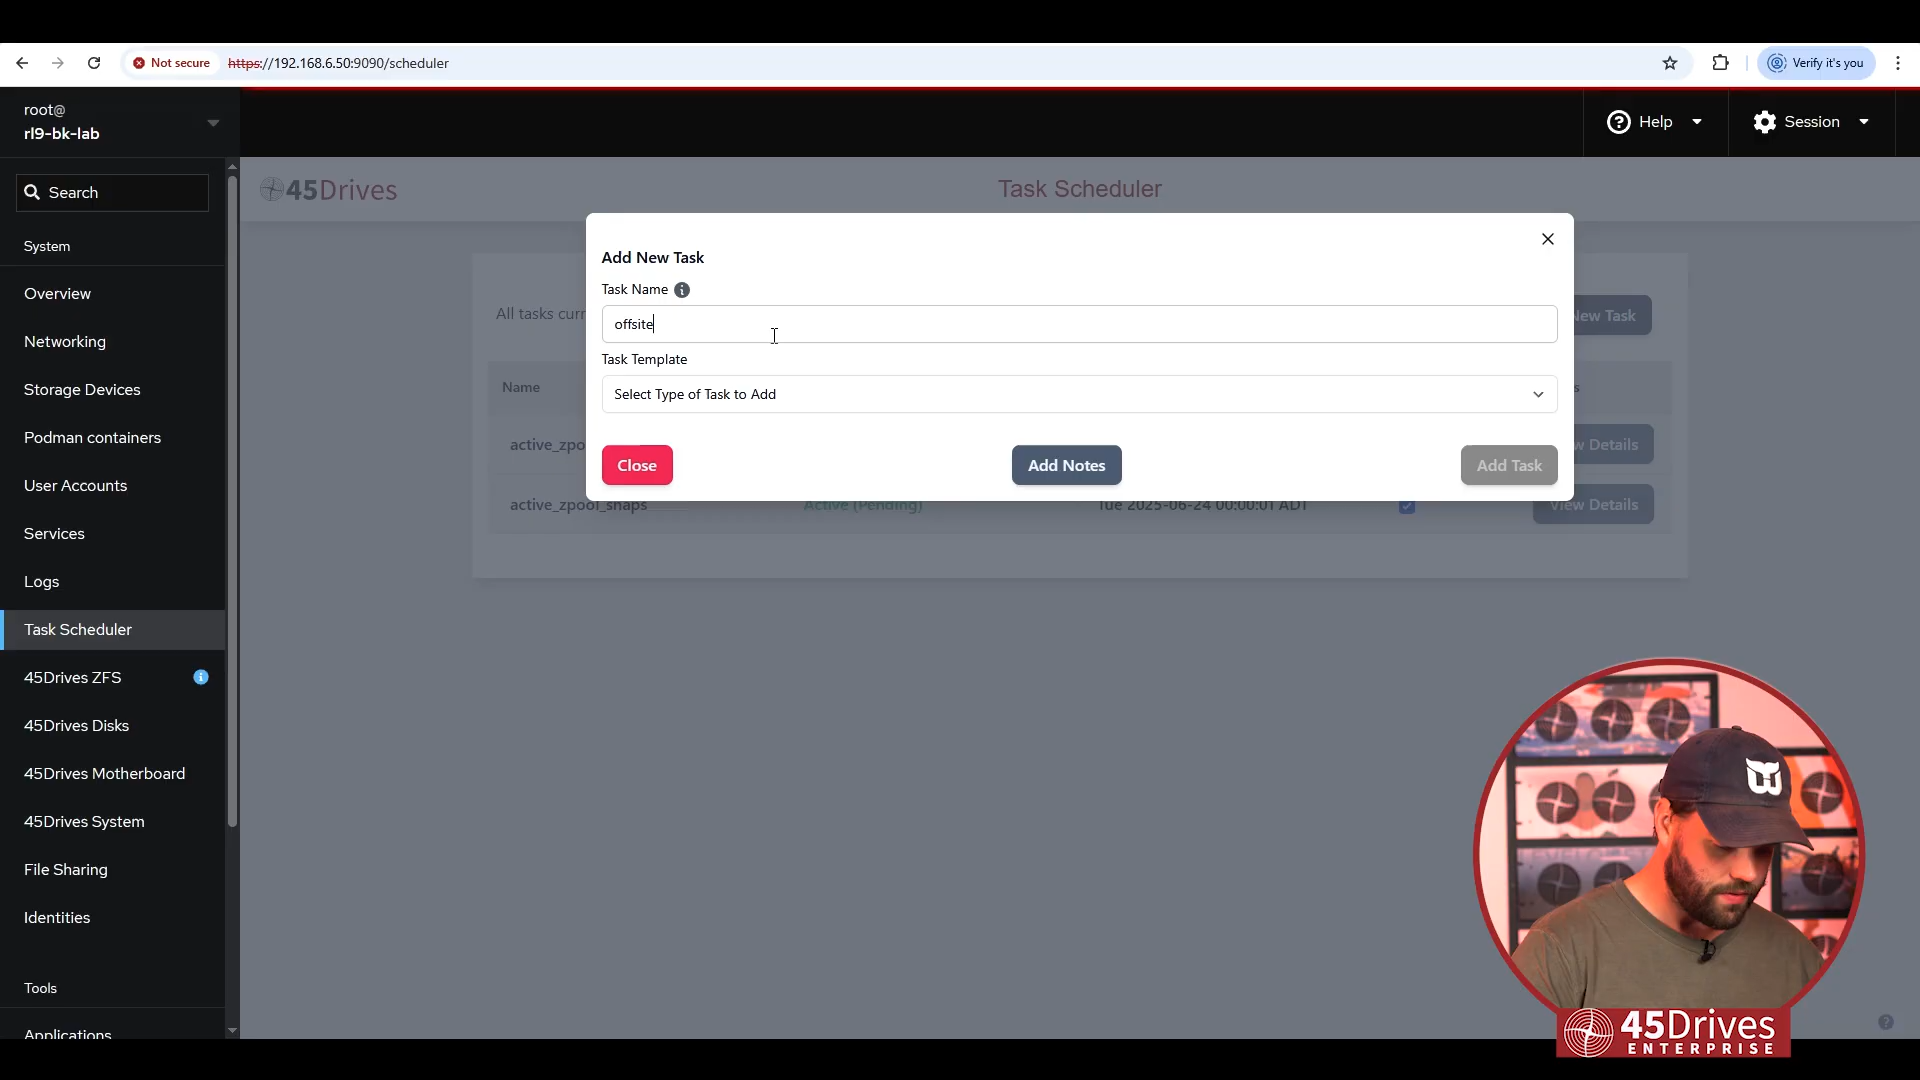 Not secure
https://192.168.6.50:9090/scheduler
Verify it's you
root@
rl9-bk-lab
Help
Session
Search
System
Overview
Networking
Storage Devices
Podman containers
User Accounts
Services
Logs
Task Scheduler
45Drives ZFS
45Drives Disks
45Drives Motherboard
45Drives System
File Sharing
Identities
Tools
Applications
45Drives
Task Scheduler
All tasks curr
New Task
Name
s
active_zpo
w Details
active_zpool_snaps
Active (Pending)
Tue 2025-06-24 00:00:01 ADT
View Details
Add New Task
Task Name
offsite
Task Template
Select Type of Task to Add
Close
Add Notes
Add Task
45Drives
ENTERPRISE